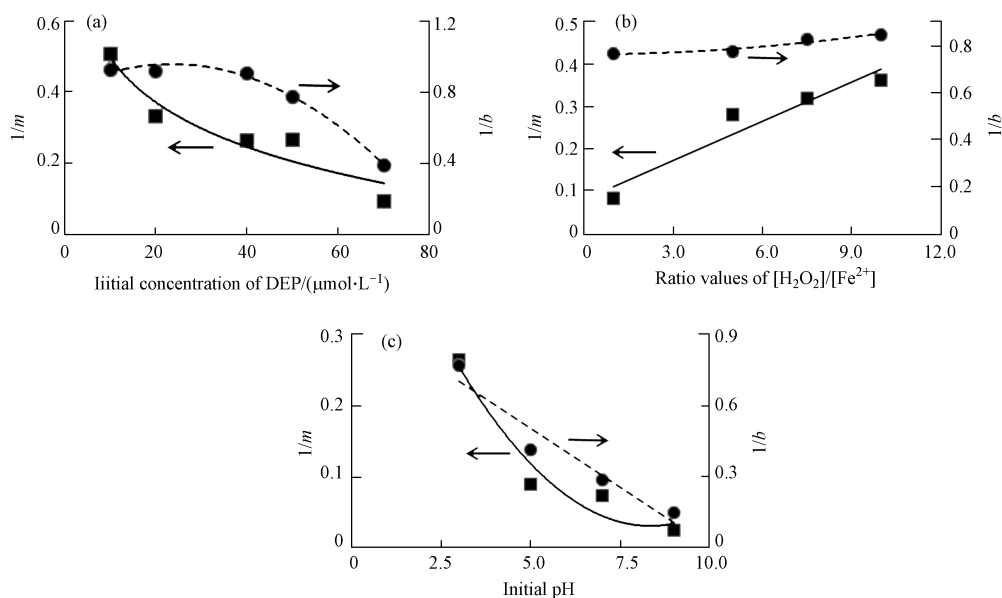 (a)
0.6
0.4
0.2
0
1/m
1.2
0.8
0.4
0
1/b
0 20 40 60 80
Iiitial concentration of DEP/(μmol·L⁻¹)
(b)
0.5
0.4
0.3
0.2
0.1
0
1/m
1
0.8
0.6
0.4
0.2
0
1/b
0 3.0 6.0 9.0 12.0
Ratio values of [H₂O₂]/[Fe²⁺]
(c)
0.3
0.2
0.1
0
1/m
0.9
0.6
0.3
0
1/b
0 2.5 5.0 7.5 10.0
Initial pH